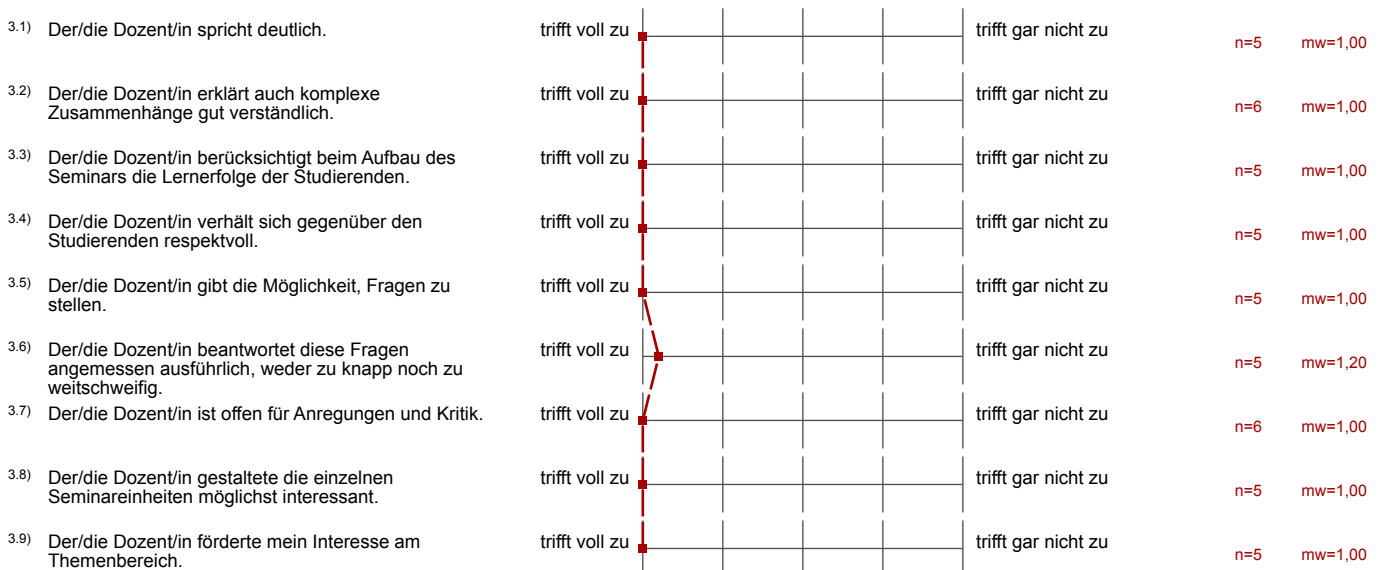 3.1) Der/die Dozent/in spricht deutlich. trifft voll zu trifft gar nicht zu n=5 mw=1,00
3.2) Der/die Dozent/in erklärt auch komplexe
Zusammenhänge gut verständlich. trifft voll zu trifft gar nicht zu n=6 mw=1,00
3.3) Der/die Dozent/in berücksichtigt beim Aufbau des
Seminars die Lernerfolge der Studierenden. trifft voll zu trifft gar nicht zu n=5 mw=1,00
3.4) Der/die Dozent/in verhält sich gegenüber den
Studierenden respektvoll. trifft voll zu trifft gar nicht zu n=5 mw=1,00
3.5) Der/die Dozent/in gibt die Möglichkeit, Fragen zu
stellen. trifft voll zu trifft gar nicht zu n=5 mw=1,00
3.6) Der/die Dozent/in beantwortet diese Fragen
angemessen ausführlich, weder zu knapp noch zu
weitschweifig. trifft voll zu trifft gar nicht zu n=5 mw=1,20
3.7) Der/die Dozent/in ist offen für Anregungen und Kritik. trifft voll zu trifft gar nicht zu n=6 mw=1,00
3.8) Der/die Dozent/in gestaltete die einzelnen
Seminareinheiten möglichst interessant. trifft voll zu trifft gar nicht zu n=5 mw=1,00
3.9) Der/die Dozent/in förderte mein Interesse am
Themenbereich. trifft voll zu trifft gar nicht zu n=5 mw=1,00